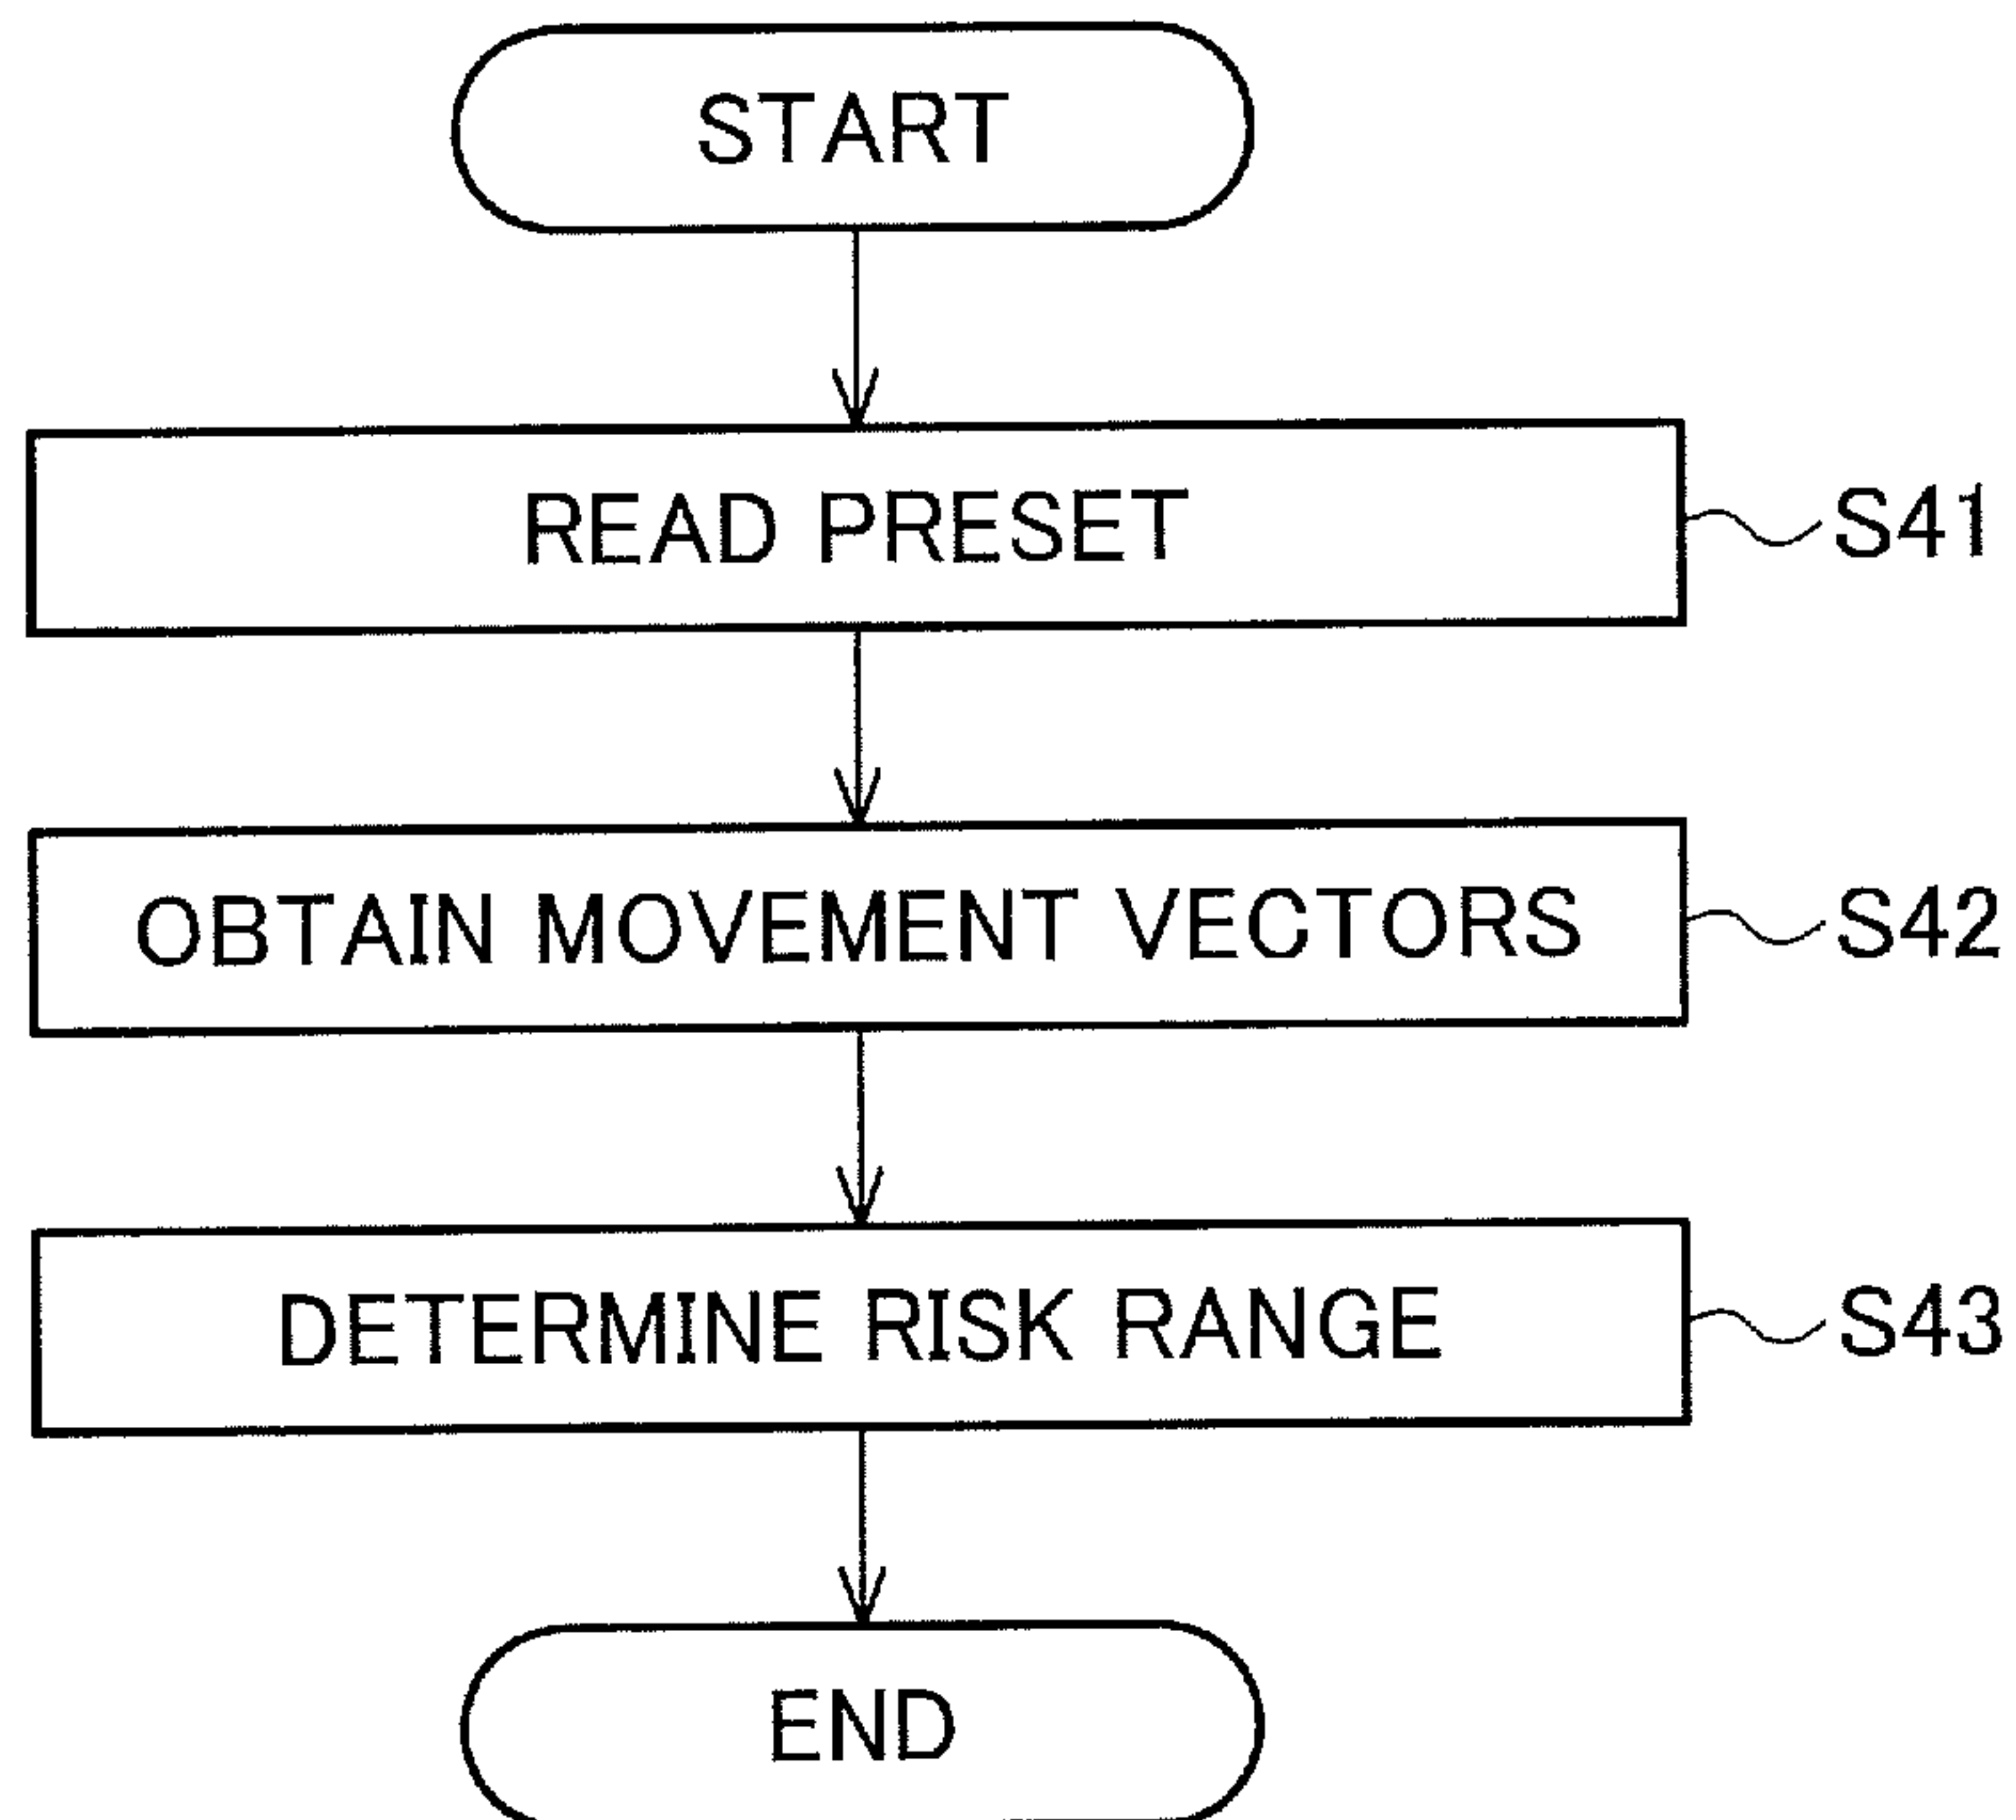 START
READ PRESET
S41
OBTAIN MOVEMENT VECTORS
S42
DETERMINE RISK RANGE
S43
END